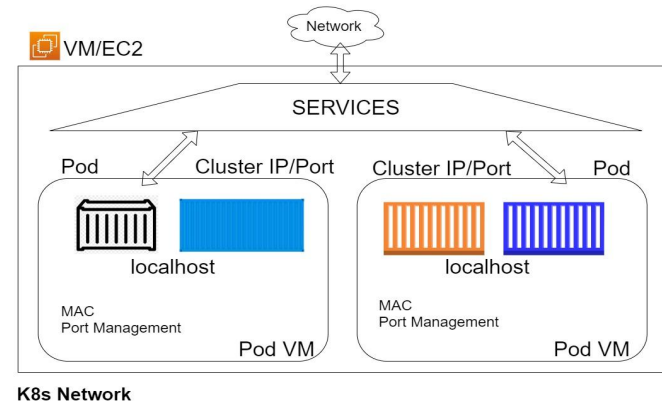 Network
VM/EC2
SERVICES
Pod
Cluster IP/Port
Cluster IP/Port
Pod
localhost
localhost
MAC
Port Management
MAC
Port Management
Pod VM
Pod VM
K8s Network